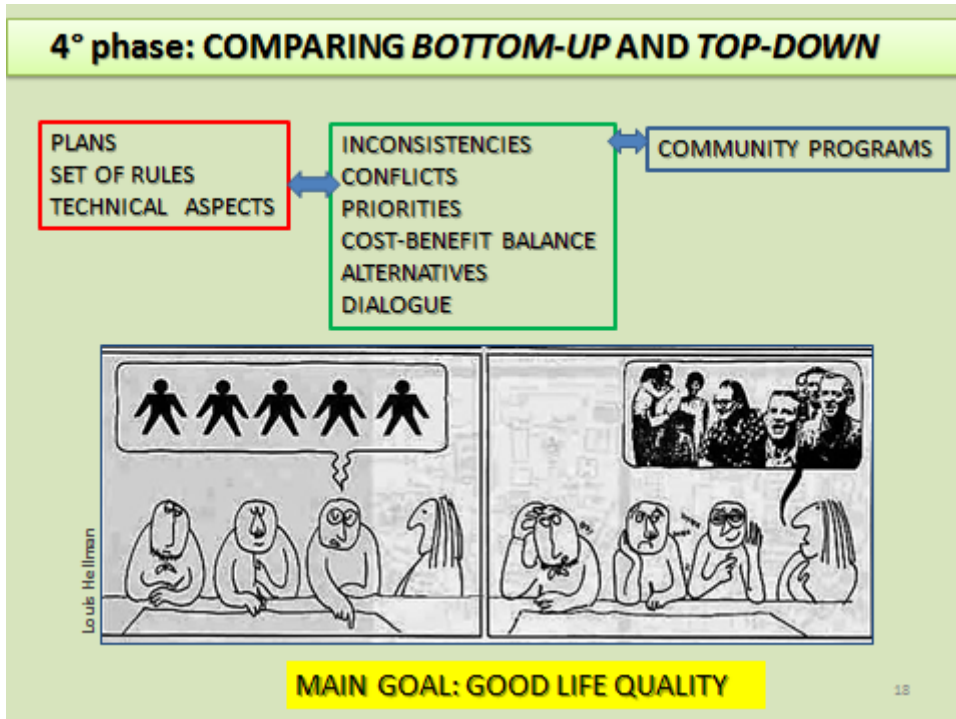 4° phase: COMPARING BOTTOM-UP AND TOP-DOWN
PLANS
SET OF RULES
TECHNICAL ASPECTS
INCONSISTENCIES
CONFLICTS
PRIORITIES
COST-BENEFIT BALANCE
ALTERNATIVES
DIALOGUE
COMMUNITY PROGRAMS
Louis Hellman
MAIN GOAL: GOOD LIFE QUALITY
18